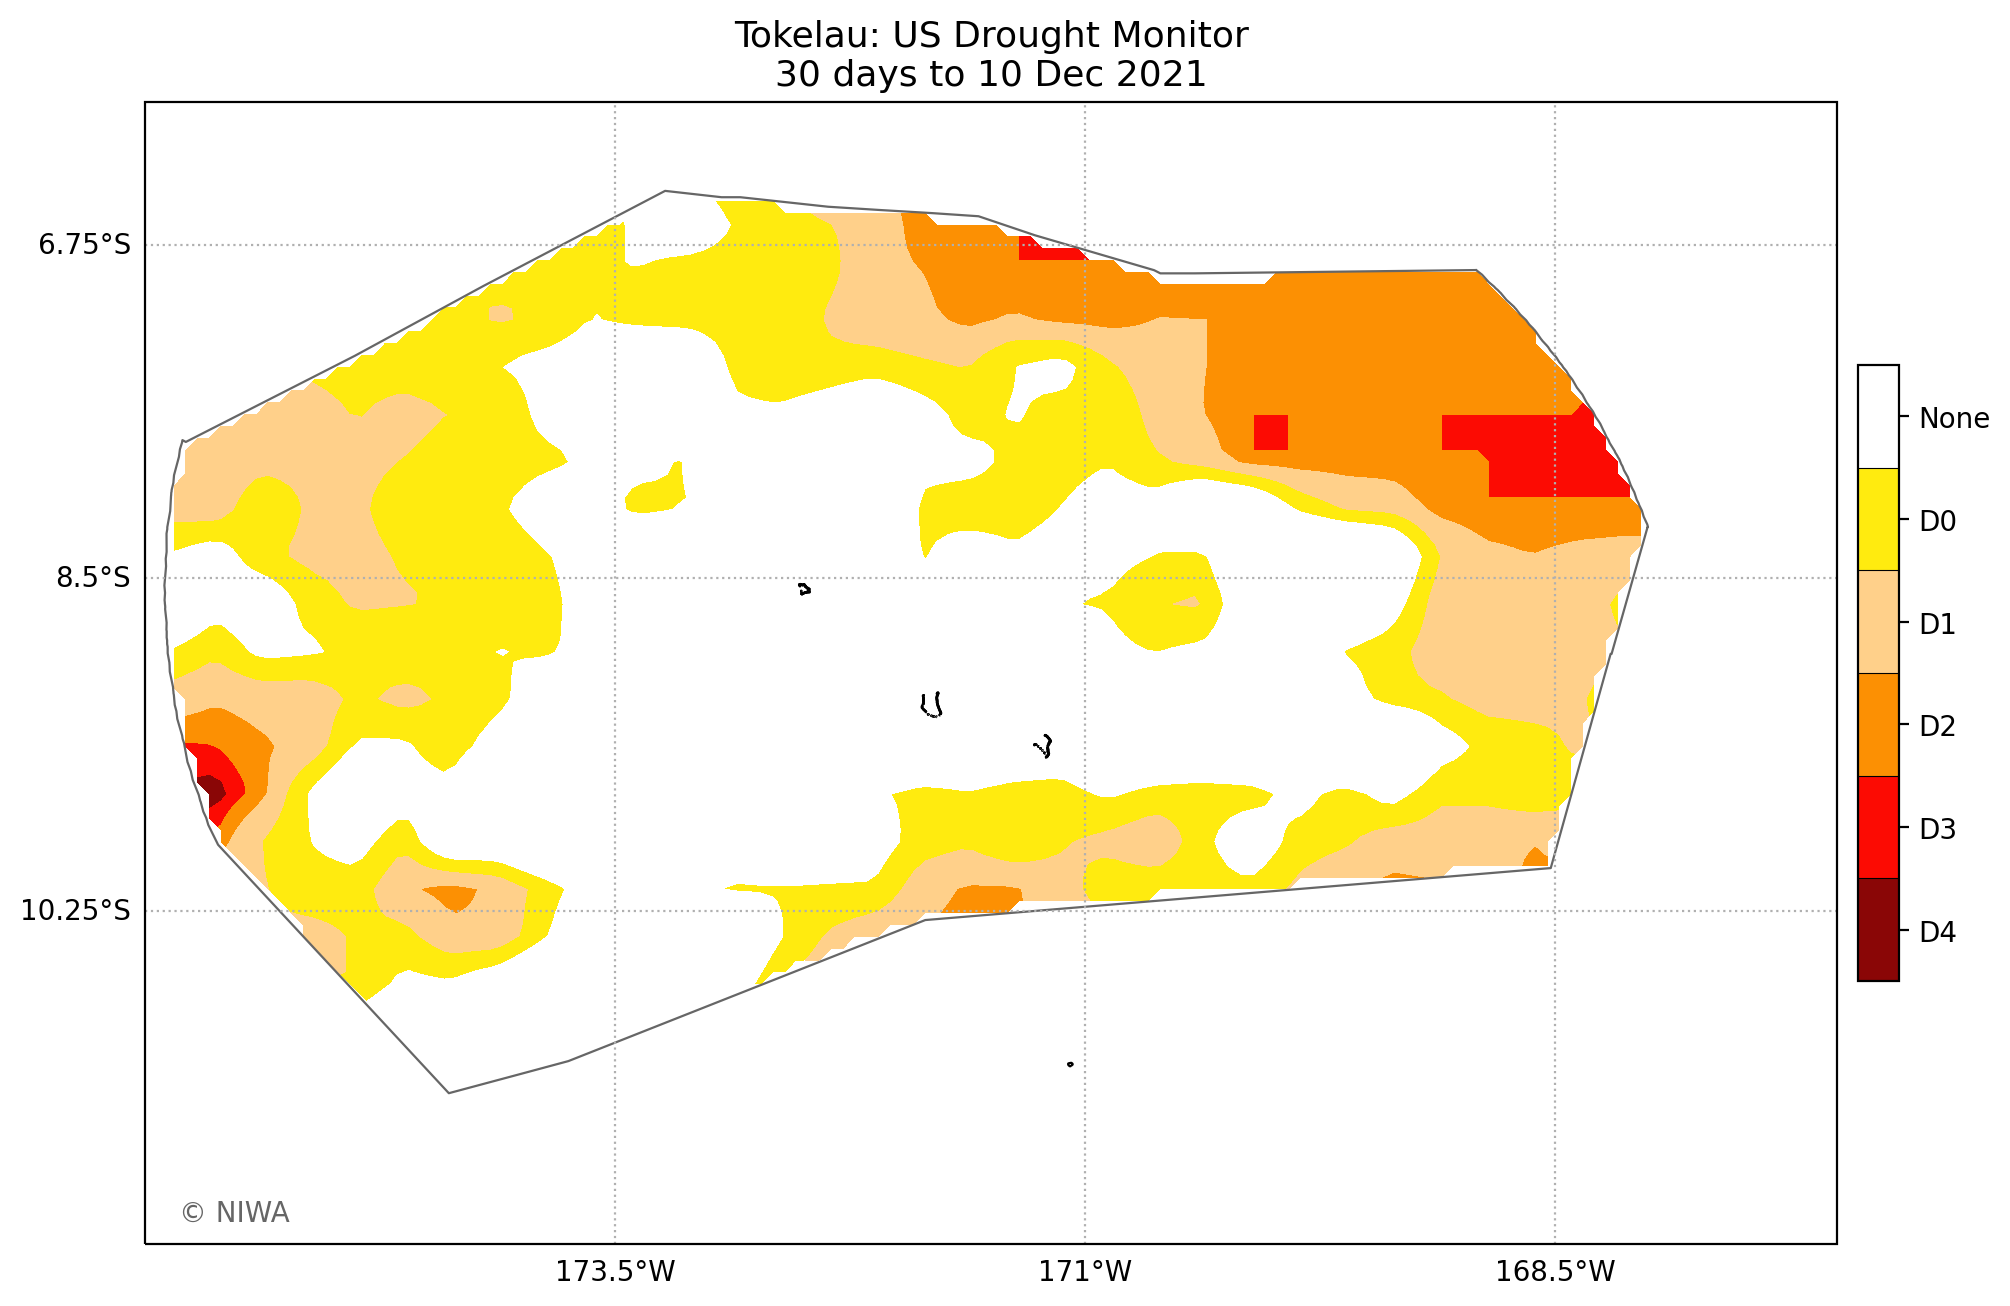 Tokelau: US Drought Monitor
30 days to 10 Dec 2021
6.75°S
8.5°S
10.25°S
173.5°W
171°W
168.5°W
None
D0
D1
D2
D3
D4
© NIWA